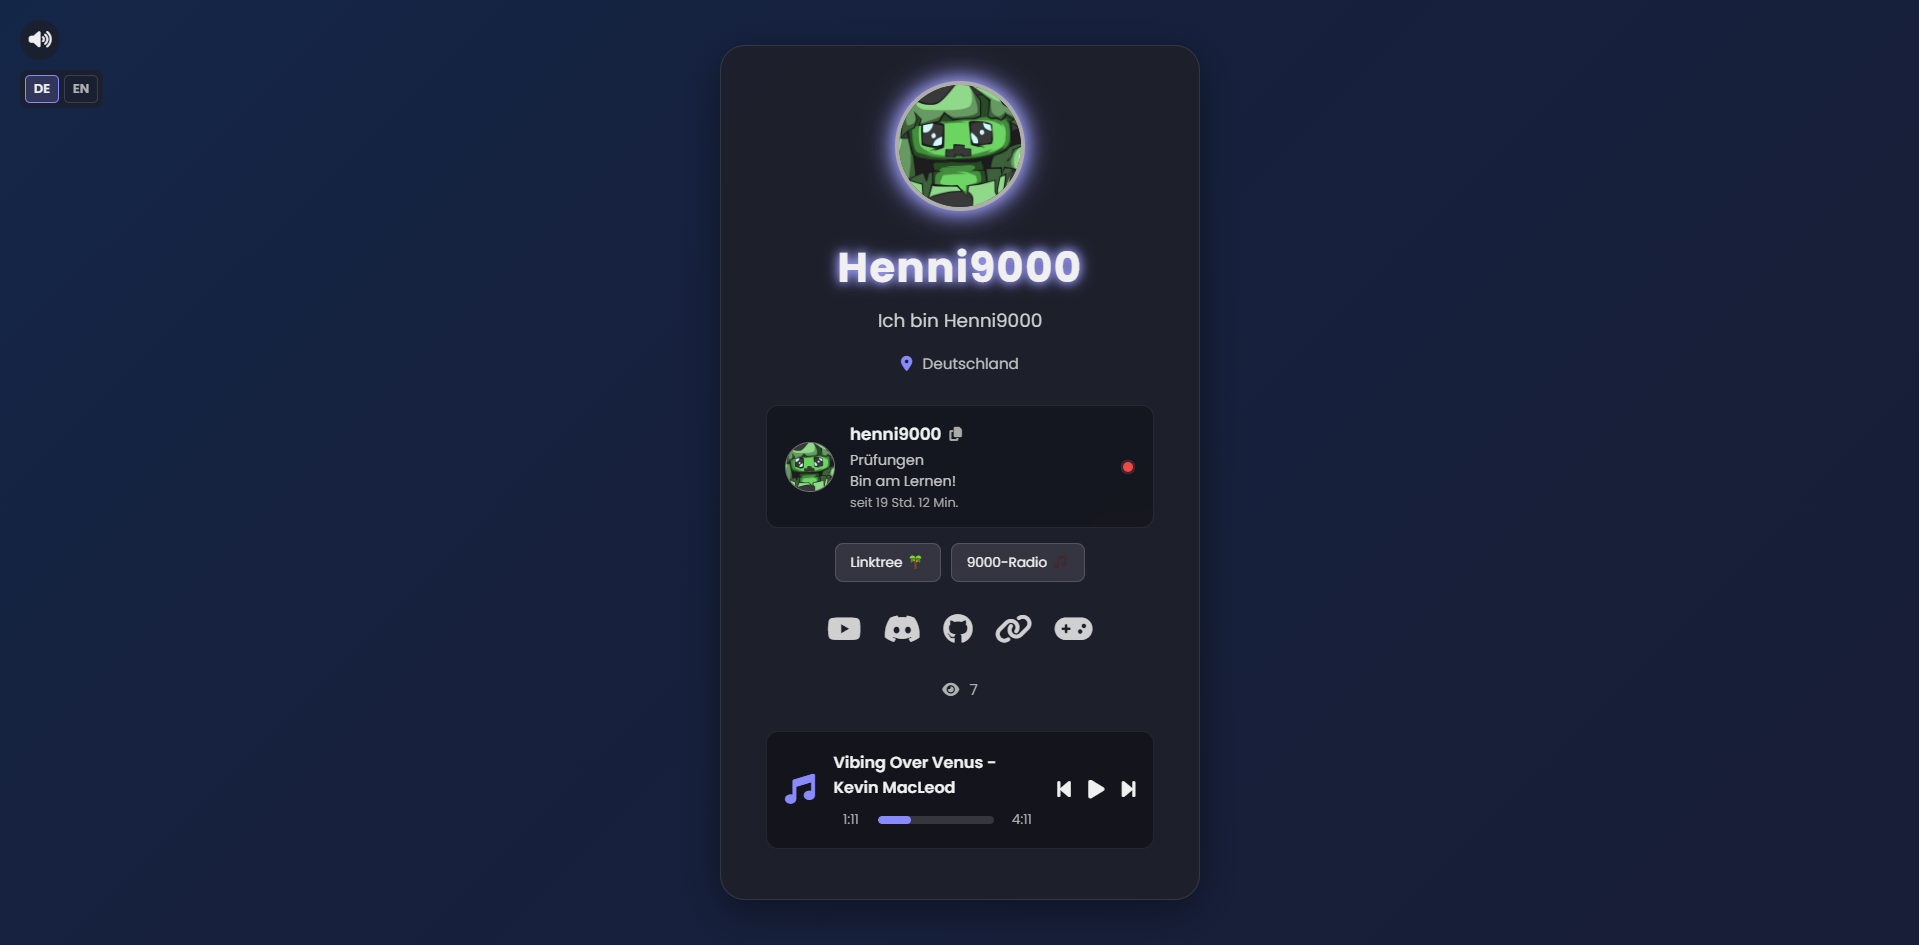 DE EN
Henni9000
Ich bin Henni9000
Deutschland
henni9000
Prüfungen
Bin am Lernen!
seit 19 Std. 12 Min.
Linktree 🌴 9000-Radio 🎵
7
Vibing Over Venus -
Kevin MacLeod
1:11 4:11